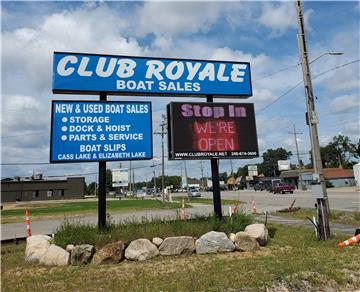 CLUB ROYALE
BOAT SALES
NEW & USED BOAT SALES
• STORAGE
• DOCK & HOIST
• PARTS & SERVICE
BOAT SLIPS
CASS LAKE & ELIZABETH LAKE
Stop in
WE'RE
OPEN
WWW.CLUBROYALE.NET